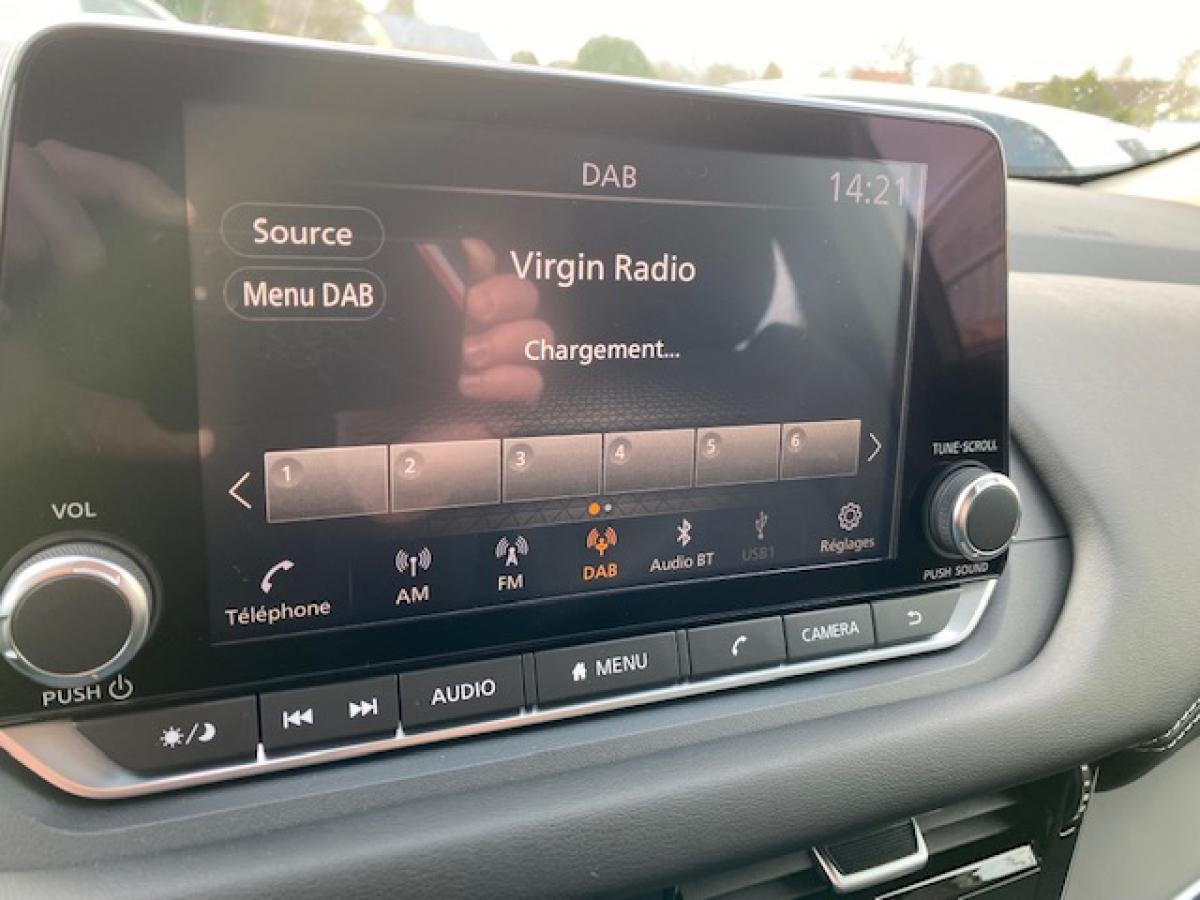 DAB
14:21
Source
Virgin Radio
Menu DAB
Chargement...
1 2 3 4 5 6
TUNE·SCROLL
VOL
Téléphone
AM
FM
DAB
Audio BT
USB1
Réglages
PUSH SOUND
PUSH
AUDIO
MENU
CAMERA